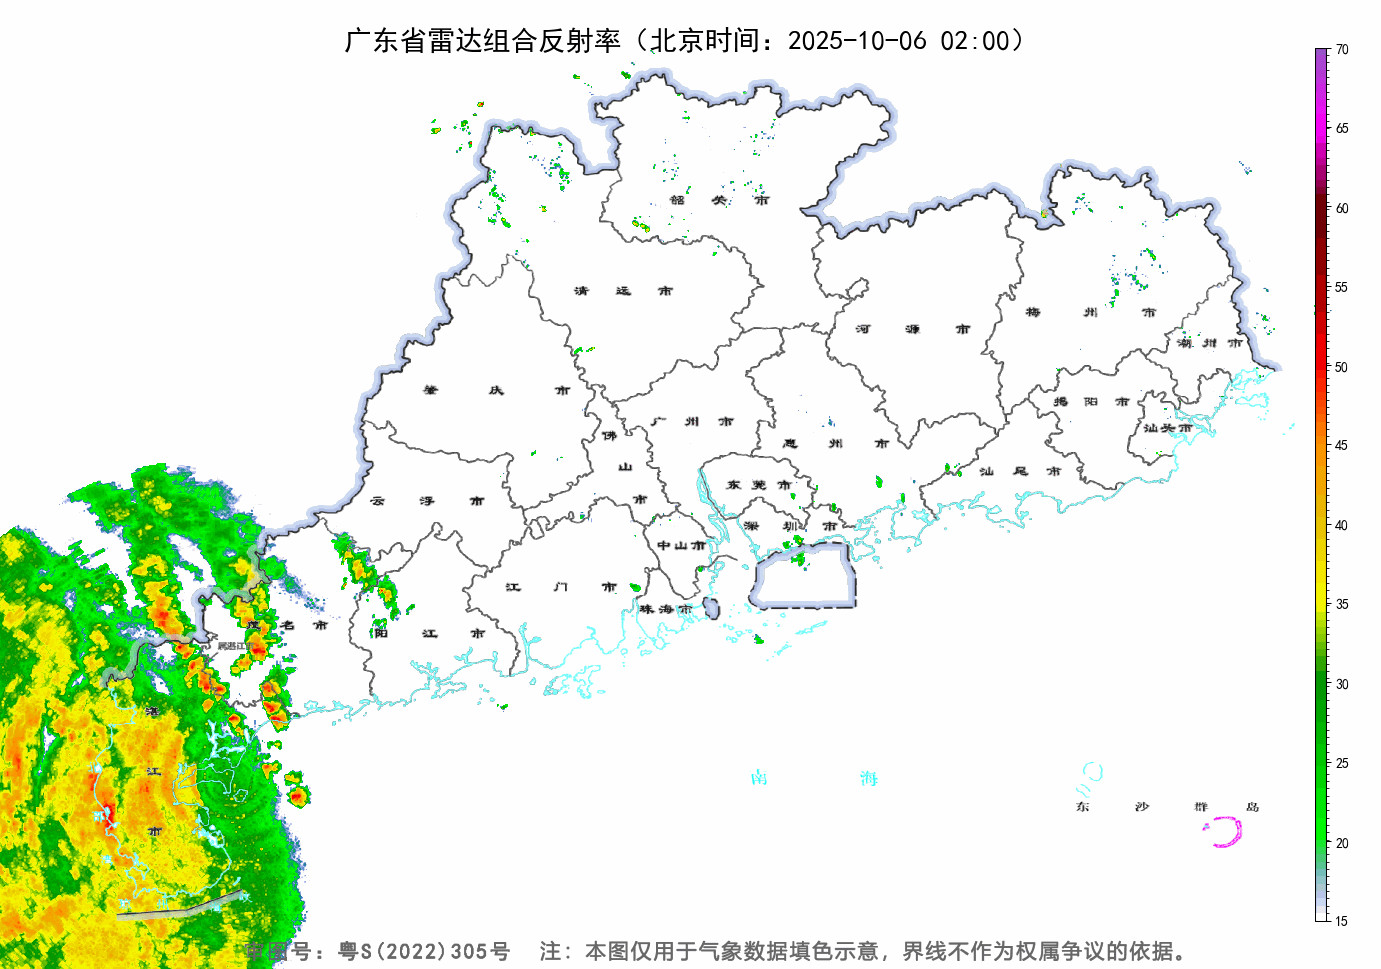 广东省雷达组合反射率（北京时间：2025-10-06 02:00）
70
65
60
55
50
45
40
35
30
25
20
15
韶关市
清远市
河源市
梅州市
潮州市
肇庆市
广州市
佛山市
惠州市
揭阳市
汕头市
汕尾市
云浮市
东莞市
深圳市
中山市
江门市
珠海市
茂名市
阳江市
属湛江
湛江市
南海
东沙群岛
审图号：粤S(2022)305号　注：本图仅用于气象数据填色示意，界线不作为权属争议的依据。